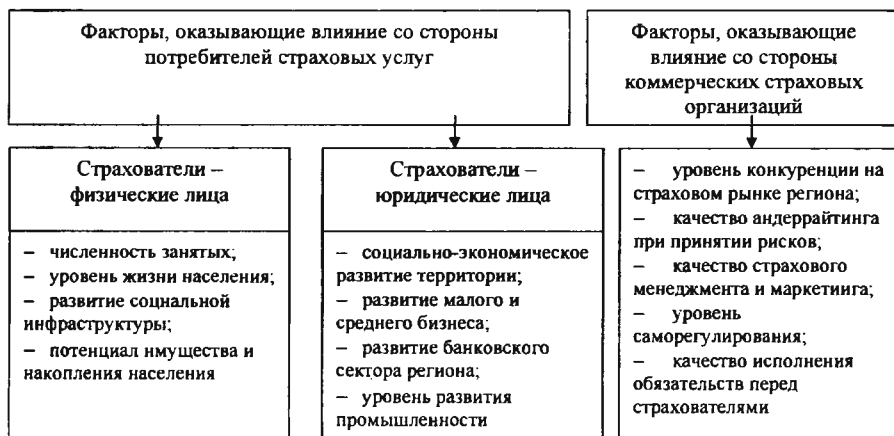 Факторы, оказывающие влияние со стороны
потребителей страховых услуг
Факторы, оказывающие
влияние со стороны
коммерческих страховых
организаций
Страхователи –
физические лица
– численность занятых;
– уровень жизни населения;
– развитие социальной
инфраструктуры;
– потенциал имущества и
накопления населения
Страхователи –
юридические лица
– социально-экономическое
развитие территории;
– развитие малого и
среднего бизнеса;
– развитие банковского
сектора региона;
– уровень развития
промышленности
– уровень конкуренции на
страховом рынке региона;
– качество андеррайтинга
при принятии рисков;
– качество страхового
менеджмента и маркетинга;
– уровень
саморегулирования;
– качество исполнения
обязательств перед
страхователями